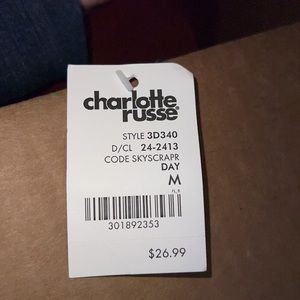 charlotte
russe®
STYLE 3D340
D/CL 24-2413
CODE SKYSCRAPR
DAY
M
301892353
$26.99